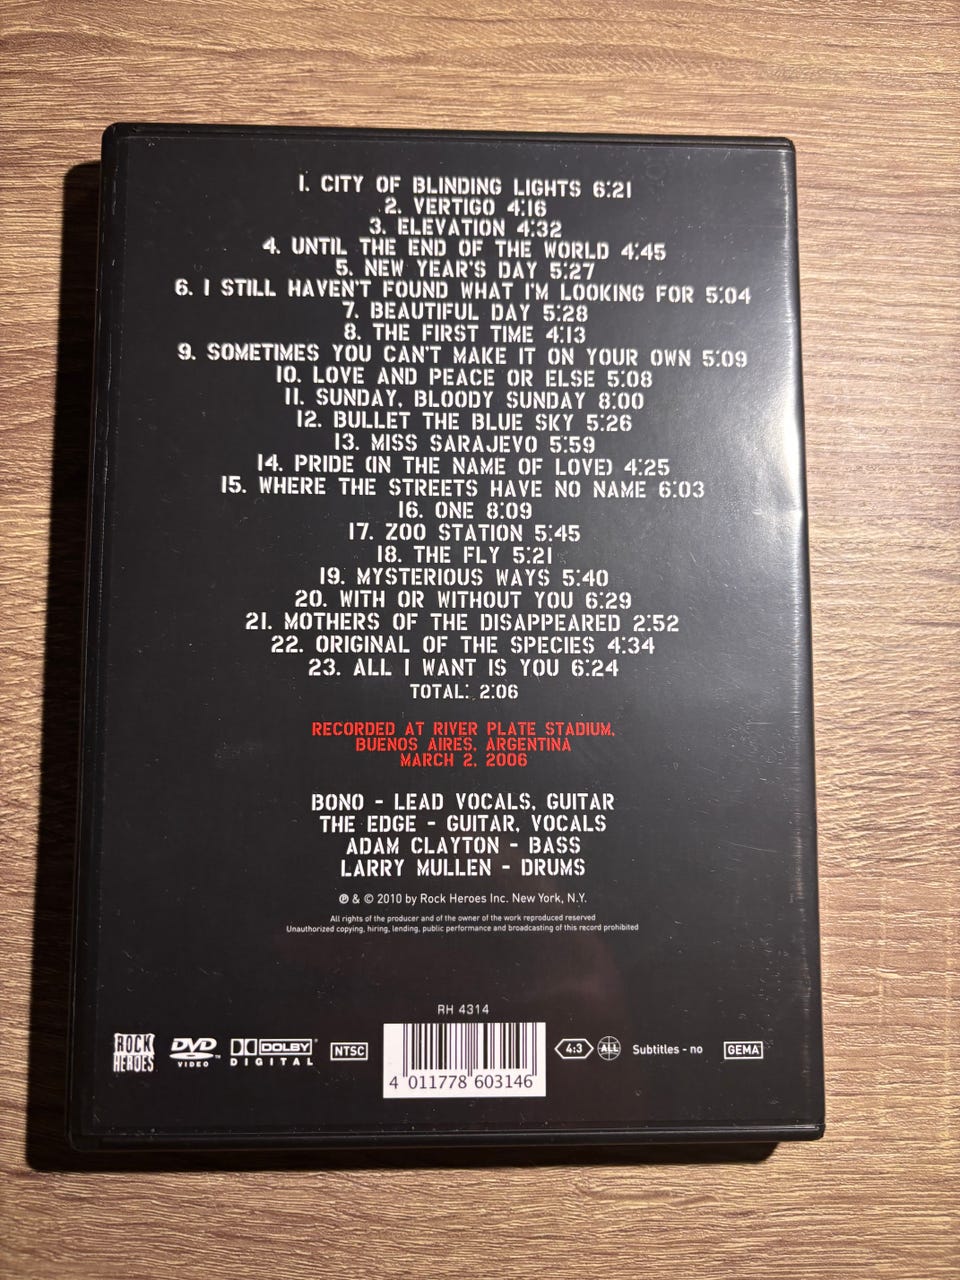 1. CITY OF BLINDING LIGHTS 6:21
2. VERTIGO 4:16
3. ELEVATION 4:32
4. UNTIL THE END OF THE WORLD 4:45
5. NEW YEAR'S DAY 5:27
6. I STILL HAVEN'T FOUND WHAT I'M LOOKING FOR 5:04
7. BEAUTIFUL DAY 5:28
8. THE FIRST TIME 4:13
9. SOMETIMES YOU CAN'T MAKE IT ON YOUR OWN 5:09
10. LOVE AND PEACE OR ELSE 5:08
11. SUNDAY, BLOODY SUNDAY 8:00
12. BULLET THE BLUE SKY 5:26
13. MISS SARAJEVO 5:59
14. PRIDE (IN THE NAME OF LOVE) 4:25
15. WHERE THE STREETS HAVE NO NAME 6:03
16. ONE 8:09
17. ZOO STATION 5:45
18. THE FLY 5:21
19. MYSTERIOUS WAYS 5:40
20. WITH OR WITHOUT YOU 6:29
21. MOTHERS OF THE DISAPPEARED 2:52
22. ORIGINAL OF THE SPECIES 4:34
23. ALL I WANT IS YOU 6:24
TOTAL: 2:06
RECORDED AT RIVER PLATE STADIUM,
BUENOS AIRES, ARGENTINA
MARCH 2, 2006
BONO - LEAD VOCALS, GUITAR
THE EDGE - GUITAR, VOCALS
ADAM CLAYTON - BASS
LARRY MULLEN - DRUMS
℗ & © 2010 by Rock Heroes Inc. New York, N.Y.
All rights of the producer and of the owner of the work reproduced reserved
Unauthorized copying, hiring, lending, public performance and broadcasting of this record prohibited
RH 4314
ROCK HEROES
DVD VIDEO
DOLBY DIGITAL
NTSC
4 011778 603146
4:3
ALL
Subtitles - no
GEMA